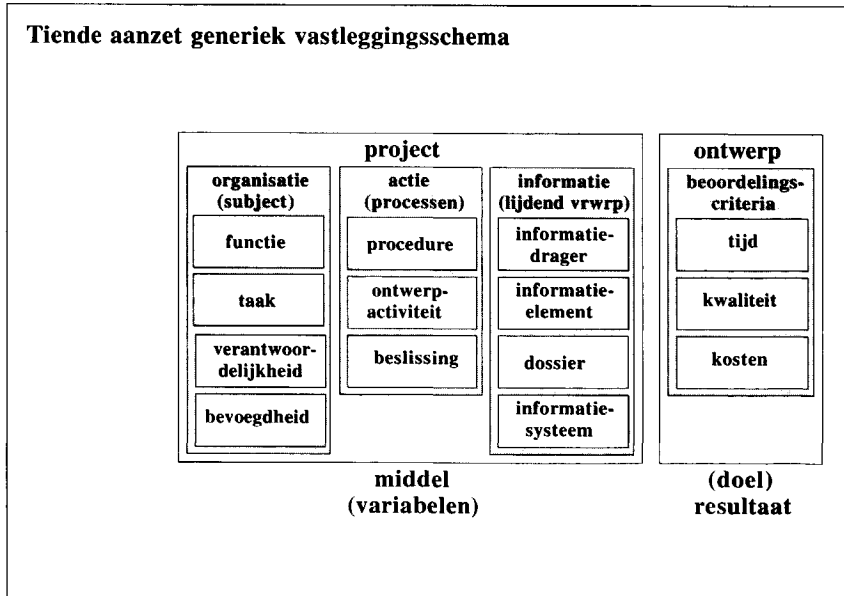 Tiende aanzet generiek vastleggingsschema
project
organisatie
(subject)
functie
taak
verantwoor-
delijkheid
bevoegdheid
actie
(processen)
procedure
ontwerp-
activiteit
beslissing
informatie
(lijdend vrwrp)
informatie-
drager
informatie-
element
dossier
informatie-
systeem
middel
(variabelen)
ontwerp
beoordelings-
criteria
tijd
kwaliteit
kosten
(doel)
resultaat